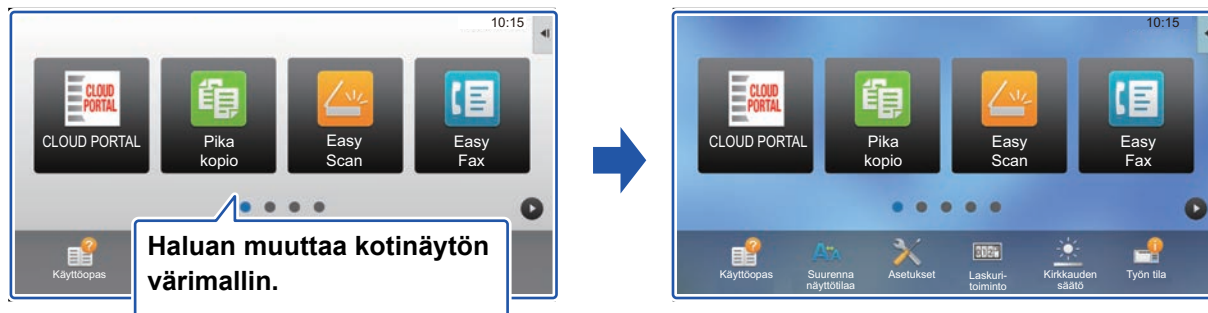 10:15
CLOUD
PORTAL
CLOUD PORTAL
Pika
kopio
Easy
Scan
Easy
Fax
Käyttöopas
Haluan muuttaa kotinäytön
värimallin.
10:15
CLOUD
PORTAL
CLOUD PORTAL
Pika
kopio
Easy
Scan
Easy
Fax
Käyttöopas
Suurenna
näyttötilaa
Asetukset
Laskuri-
toiminto
Kirkkauden
säätö
Työn tila